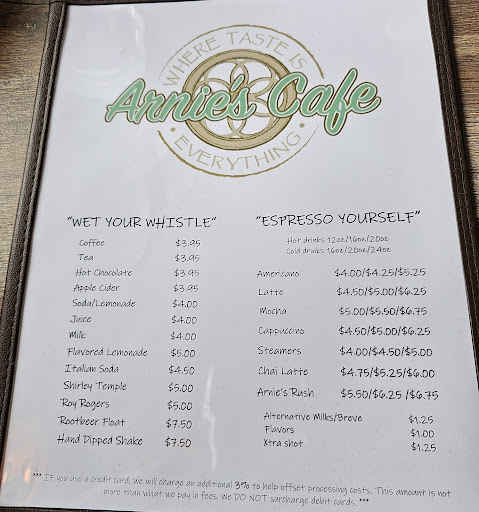 WHERE TASTE IS
Arnie's Cafe
• EVERYTHING •
"WET YOUR WHISTLE"
Coffee $3.95
Tea $3.95
Hot Chocolate $3.95
Apple Cider $3.95
Soda/Lemonade $4.00
Juice $4.00
Milk $4.00
Flavored Lemonade $5.00
Italian Soda $4.50
Shirley Temple $5.00
Roy Rogers $5.00
Rootbeer Float $7.50
Hand Dipped Shake $7.50
"ESPRESSO YOURSELF"
Hot drinks 12oz/16oz/20oz
Cold drinks 16oz/20oz/24oz
Americano $4.00/$4.25/$5.25
Latte $4.50/$5.00/$6.25
Mocha $5.00/$5.50/$6.75
Cappuccino $4.50/$5.00/$6.25
Steamers $4.00/$4.50/$5.00
Chai Latte $4.75/$5.25/$6.00
Arnie's Rush $5.50/$6.25 /$6.75
Alternative Milks/Breve $1.25
Flavors $1.00
Xtra shot $1.25
*** If you use a credit card, we will charge an additional 3% to help offset processing costs. This amount is not
more than what we pay in fees. we DO NOT surcharge debit cards. ***